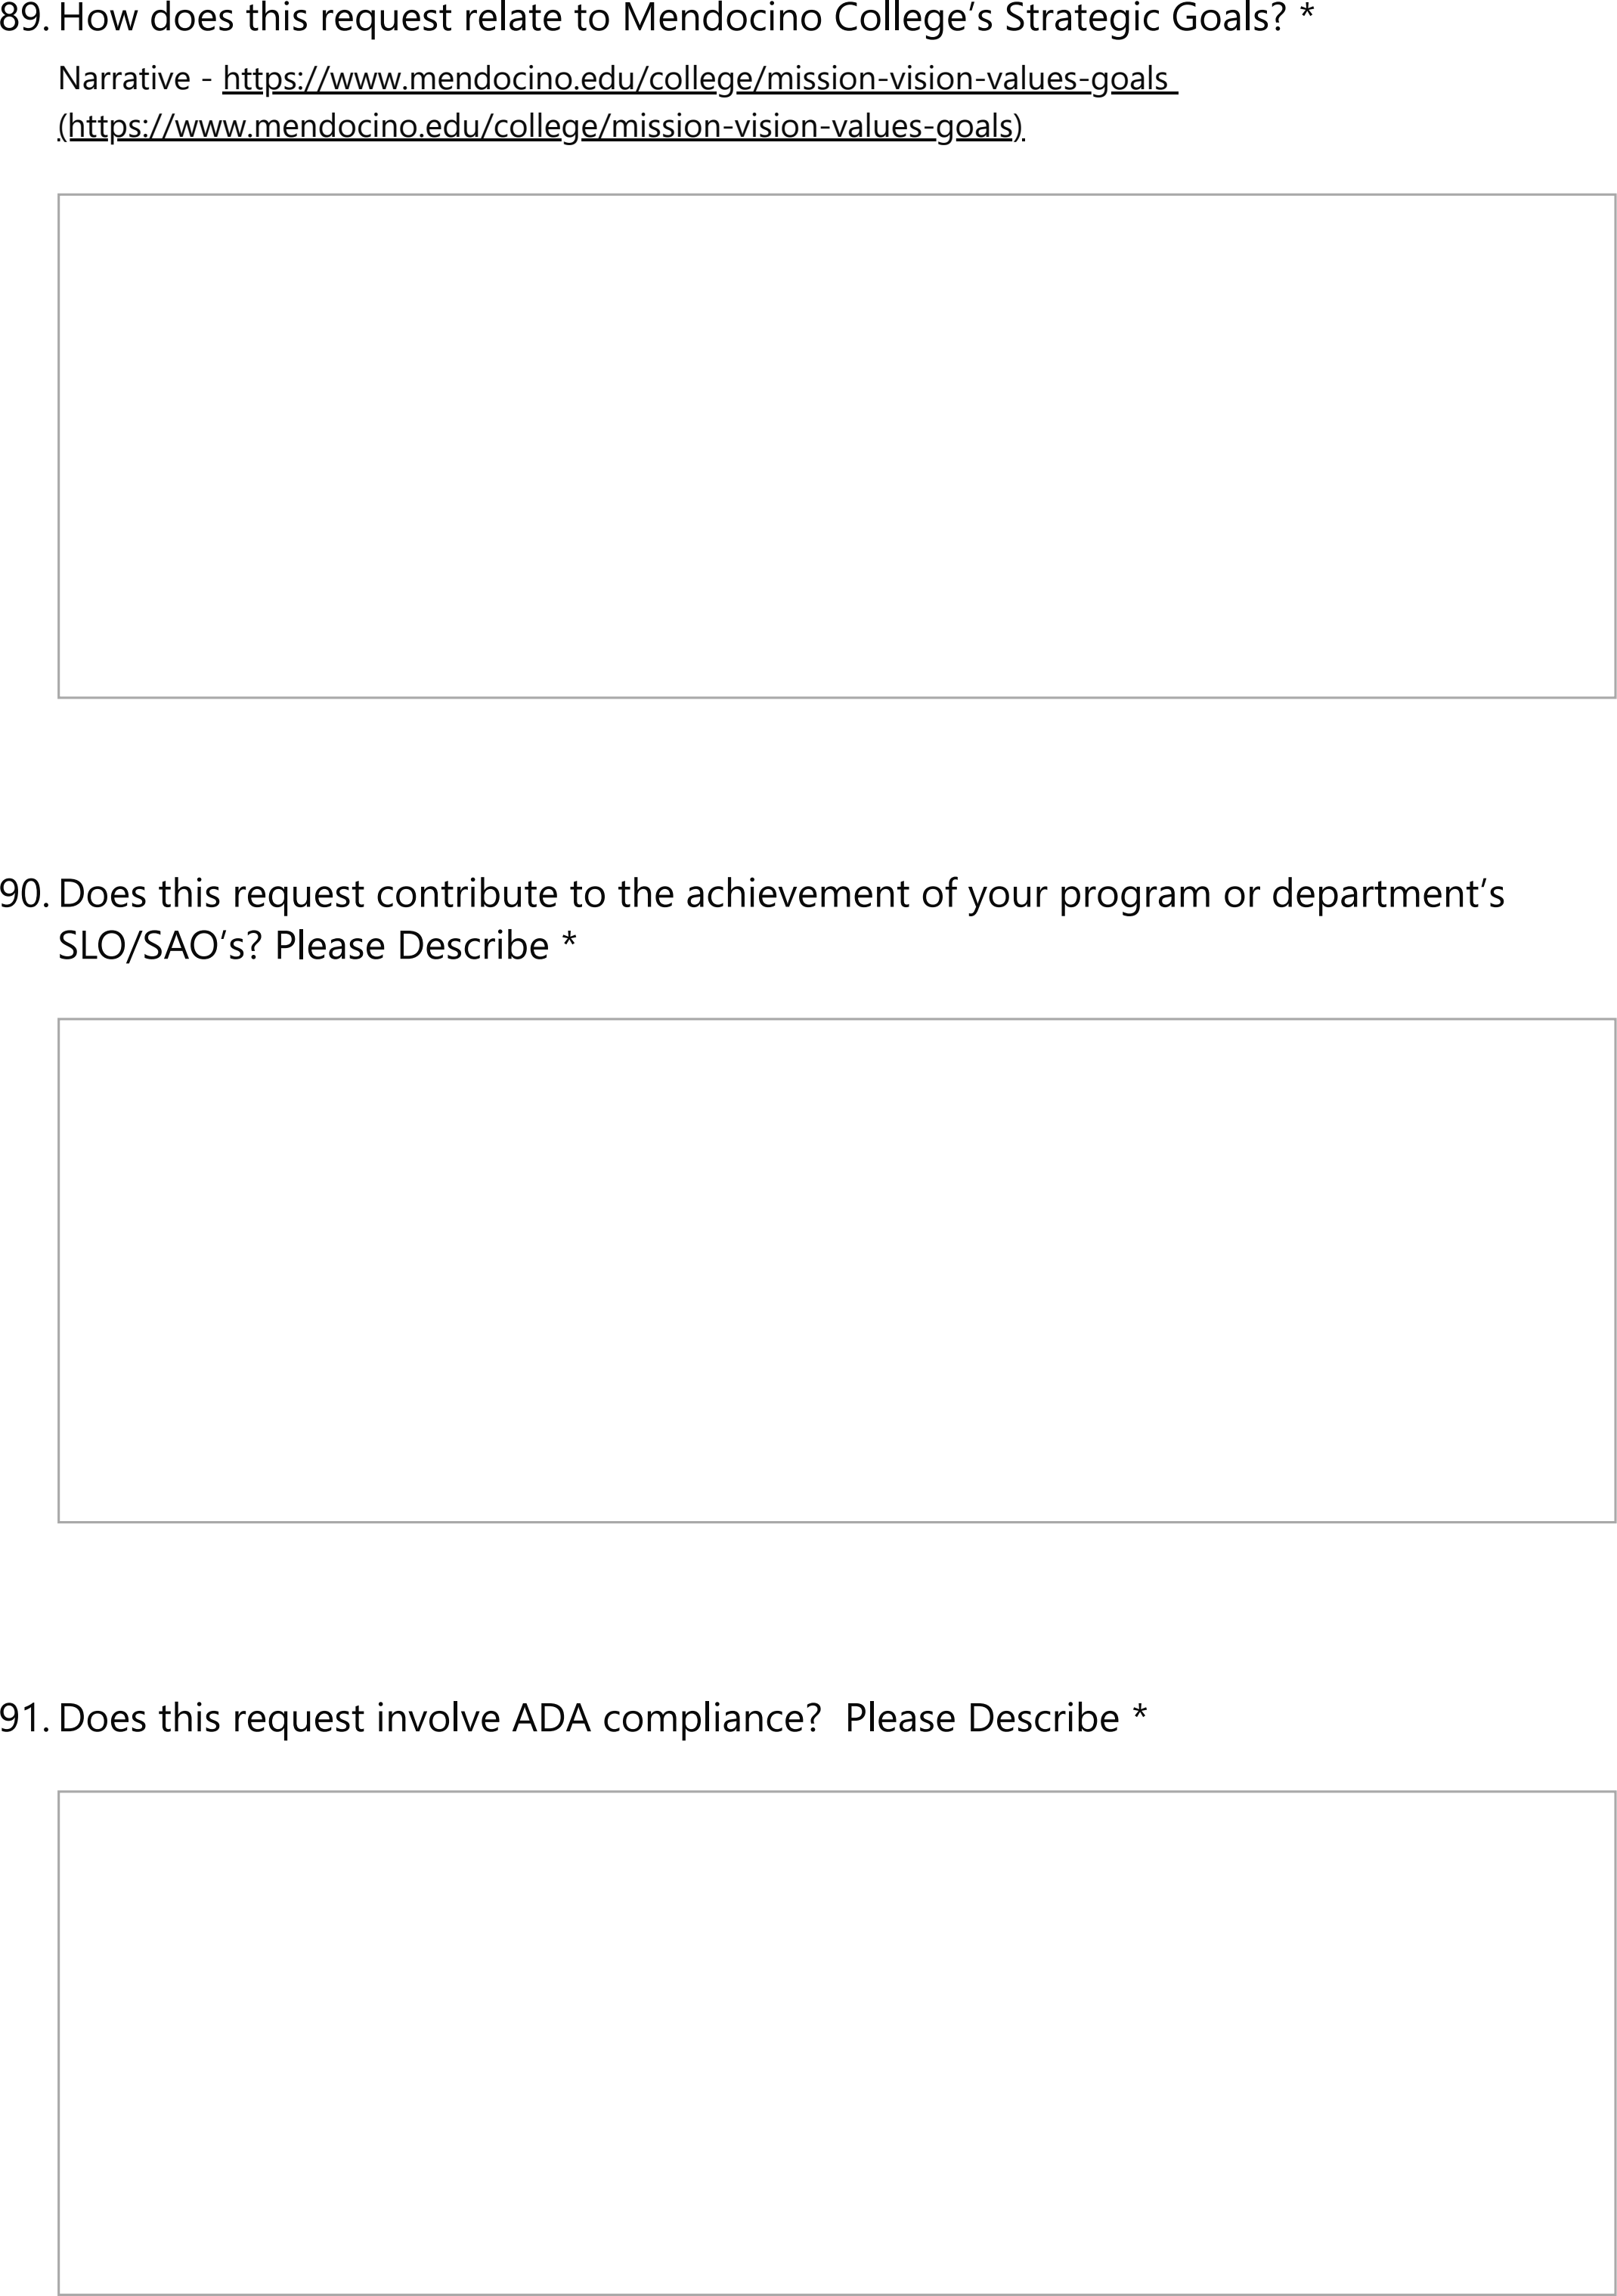 89. How does this request relate to Mendocino College’s Strategic Goals? *
Narrative - https://www.mendocino.edu/college/mission-vision-values-goals
(https://www.mendocino.edu/college/mission-vision-values-goals)
90. Does this request contribute to the achievement of your program or department’s
SLO/SAO’s? Please Describe *
91. Does this request involve ADA compliance?  Please Describe *